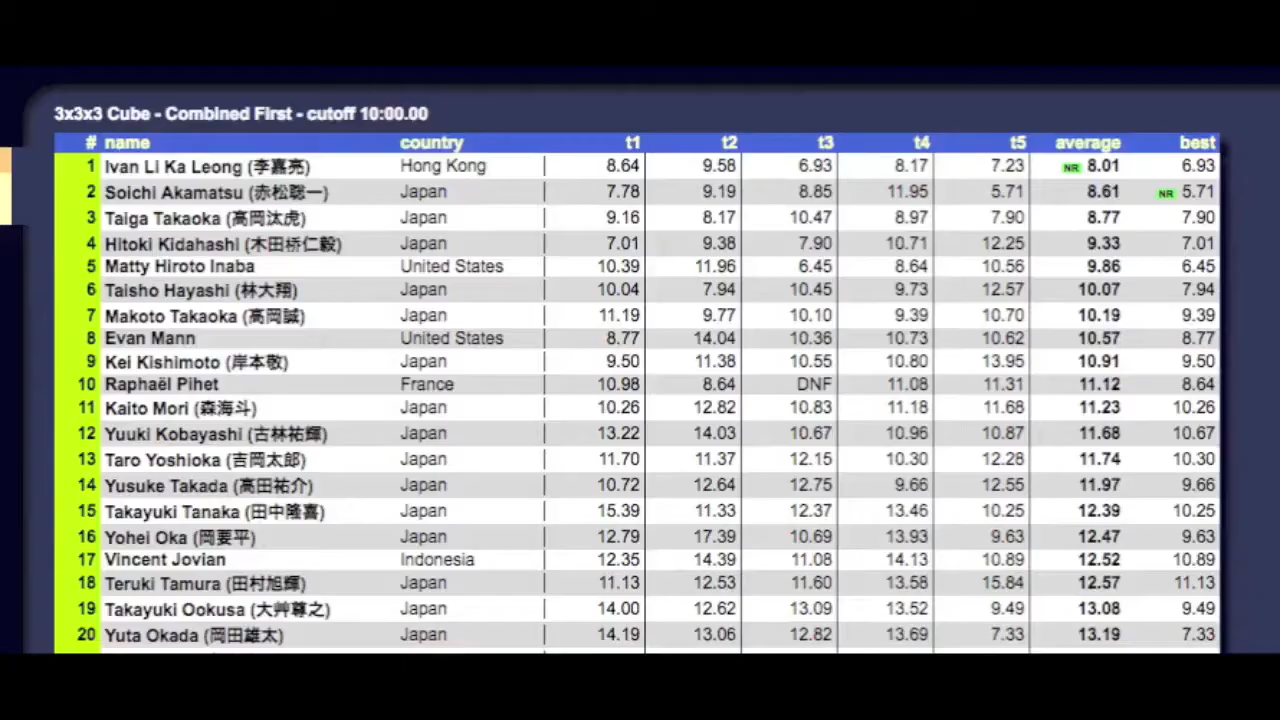 3x3x3 Cube - Combined First - cutoff 10:00.00
# name country t1 t2 t3 t4 t5 average best
1 Ivan Li Ka Leong (李嘉亮) Hong Kong | 8.64 9.58 6.93 8.17 7.23 NR 8.01 6.93
2 Soichi Akamatsu (赤松聡一) Japan | 7.78 9.19 8.85 11.95 5.71 8.61 NR 5.71
3 Taiga Takaoka (高岡汰虎) Japan | 9.16 8.17 10.47 8.97 7.90 8.77 7.90
4 Hitoki Kidahashi (木田桥仁毅) Japan | 7.01 9.38 7.90 10.71 12.25 9.33 7.01
5 Matty Hiroto Inaba United States | 10.39 11.96 6.45 8.64 10.56 9.86 6.45
6 Taisho Hayashi (林大翔) Japan | 10.04 7.94 10.45 9.73 12.57 10.07 7.94
7 Makoto Takaoka (高岡誠) Japan | 11.19 9.77 10.10 9.39 10.70 10.19 9.39
8 Evan Mann United States | 8.77 14.04 10.36 10.73 10.62 10.57 8.77
9 Kei Kishimoto (岸本敬) Japan | 9.50 11.38 10.55 10.80 13.95 10.91 9.50
10 Raphaël Pihet France | 10.98 8.64 DNF 11.08 11.31 11.12 8.64
11 Kaito Mori (森海斗) Japan | 10.26 12.82 10.83 11.18 11.68 11.23 10.26
12 Yuuki Kobayashi (古林祐輝) Japan | 13.22 14.03 10.67 10.96 10.87 11.68 10.67
13 Taro Yoshioka (吉岡太郎) Japan | 11.70 11.37 12.15 10.30 12.28 11.74 10.30
14 Yusuke Takada (高田祐介) Japan | 10.72 12.64 12.75 9.66 12.55 11.97 9.66
15 Takayuki Tanaka (田中隆喜) Japan | 15.39 11.33 12.37 13.46 10.25 12.39 10.25
16 Yohei Oka (岡要平) Japan | 12.79 17.39 10.69 13.93 9.63 12.47 9.63
17 Vincent Jovian Indonesia | 12.35 14.39 11.08 14.13 10.89 12.52 10.89
18 Teruki Tamura (田村旭輝) Japan | 11.13 12.53 11.60 13.58 15.84 12.57 11.13
19 Takayuki Ookusa (大艸尊之) Japan | 14.00 12.62 13.09 13.52 9.49 13.08 9.49
20 Yuta Okada (岡田雄太) Japan | 14.19 13.06 12.82 13.69 7.33 13.19 7.33